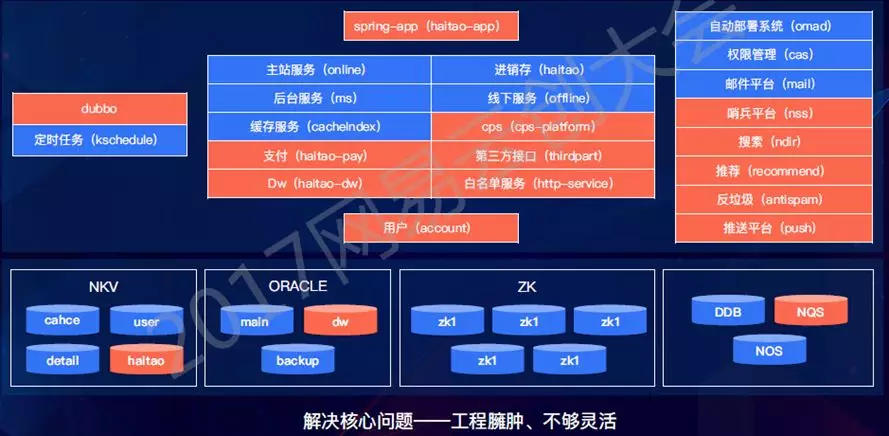 spring-app（haitao-app）
dubbo
定时任务（kschedule）
主站服务（online）
进销存（haitao）
后台服务（ms）
线下服务（offline）
缓存服务（cacheIndex）
cps（cps-platform）
支付（haitao-pay）
第三方接口（thirdpart）
Dw（haitao-dw）
白名单服务（http-service）
用户（account）
自动部署系统（omad）
权限管理（cas）
邮件平台（mail）
哨兵平台（nss）
搜索（ndir）
推荐（recommend）
反垃圾（antispam）
推送平台（push）
NKV
cahce
user
detail
haitao
ORACLE
main
dw
backup
ZK
zk1
zk1
zk1
zk1
zk1
DDB
NQS
NOS
解决核心问题——工程臃肿、不够灵活
2017网易云创大会